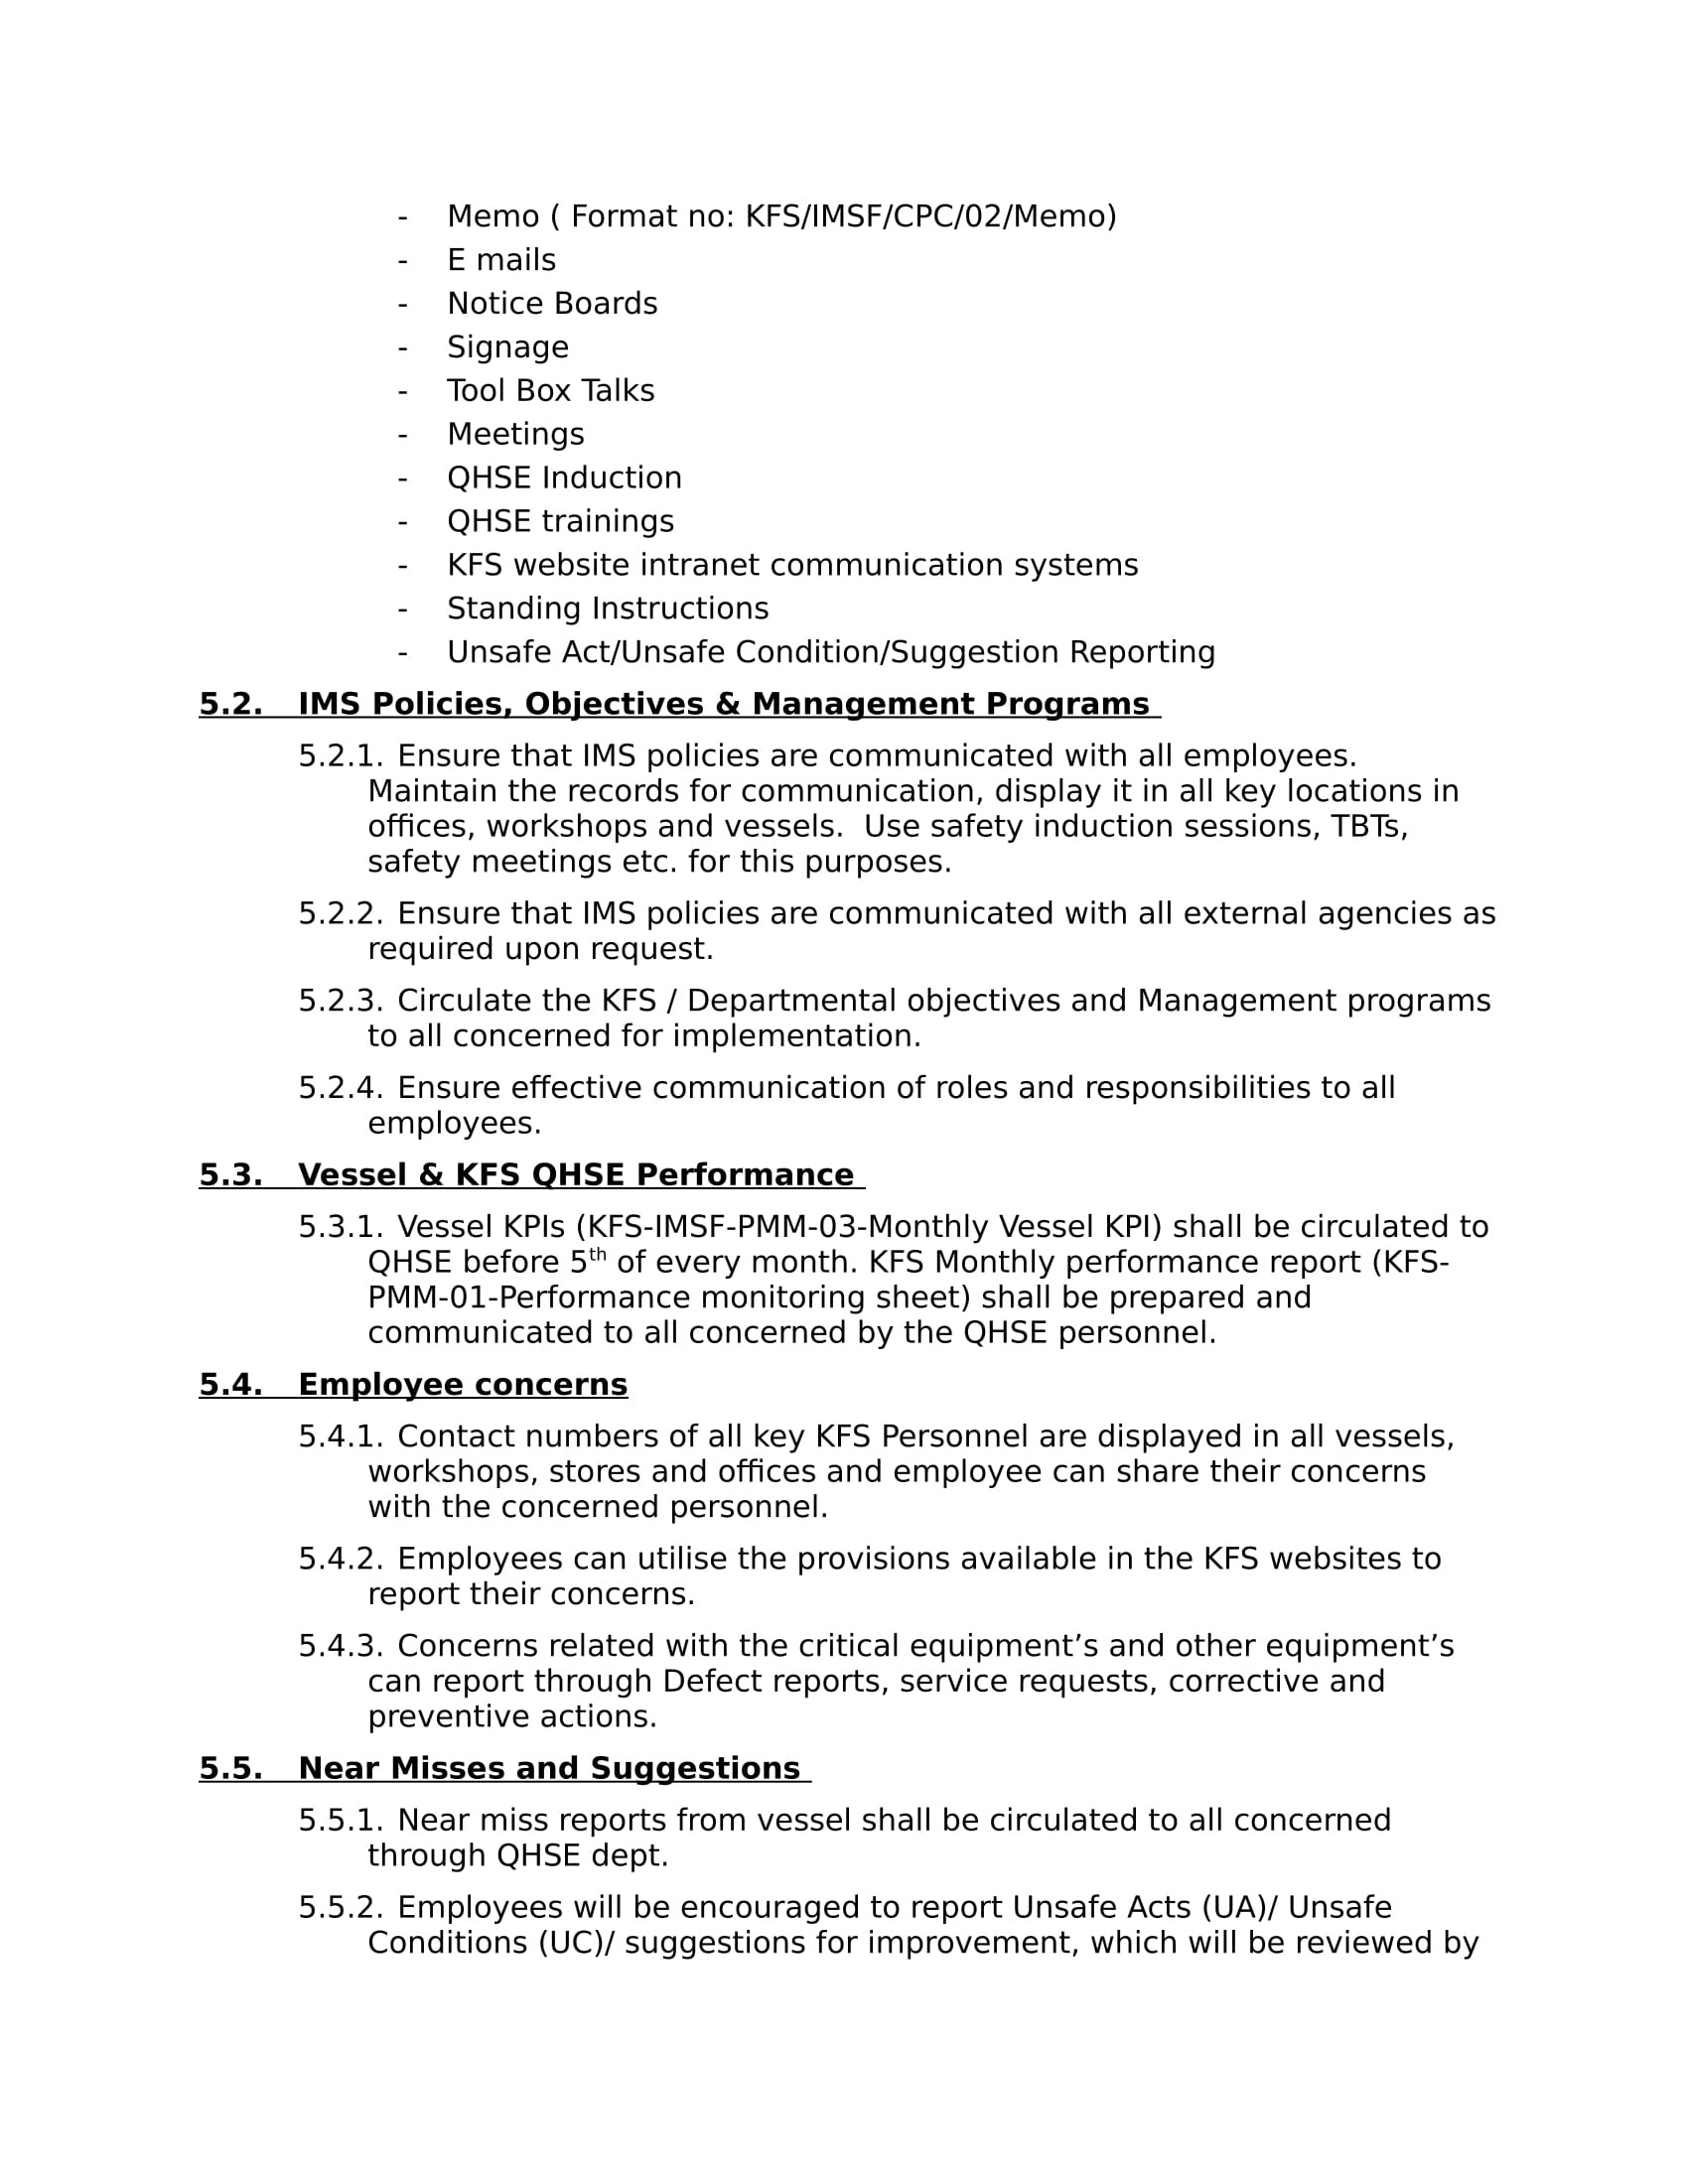 - Memo ( Format no: KFS/IMSF/CPC/02/Memo)
- E mails
- Notice Boards
- Signage
- Tool Box Talks
- Meetings
- QHSE Induction
- QHSE trainings
- KFS website intranet communication systems
- Standing Instructions
- Unsafe Act/Unsafe Condition/Suggestion Reporting
5.2. IMS Policies, Objectives & Management Programs
5.2.1. Ensure that IMS policies are communicated with all employees.
Maintain the records for communication, display it in all key locations in
offices, workshops and vessels.  Use safety induction sessions, TBTs,
safety meetings etc. for this purposes.
5.2.2. Ensure that IMS policies are communicated with all external agencies as
required upon request.
5.2.3. Circulate the KFS / Departmental objectives and Management programs
to all concerned for implementation.
5.2.4. Ensure effective communication of roles and responsibilities to all
employees.
5.3. Vessel & KFS QHSE Performance
5.3.1. Vessel KPIs (KFS-IMSF-PMM-03-Monthly Vessel KPI) shall be circulated to
QHSE before 5th of every month. KFS Monthly performance report (KFS-
PMM-01-Performance monitoring sheet) shall be prepared and
communicated to all concerned by the QHSE personnel.
5.4. Employee concerns
5.4.1. Contact numbers of all key KFS Personnel are displayed in all vessels,
workshops, stores and offices and employee can share their concerns
with the concerned personnel.
5.4.2. Employees can utilise the provisions available in the KFS websites to
report their concerns.
5.4.3. Concerns related with the critical equipment’s and other equipment’s
can report through Defect reports, service requests, corrective and
preventive actions.
5.5. Near Misses and Suggestions
5.5.1. Near miss reports from vessel shall be circulated to all concerned
through QHSE dept.
5.5.2. Employees will be encouraged to report Unsafe Acts (UA)/ Unsafe
Conditions (UC)/ suggestions for improvement, which will be reviewed by